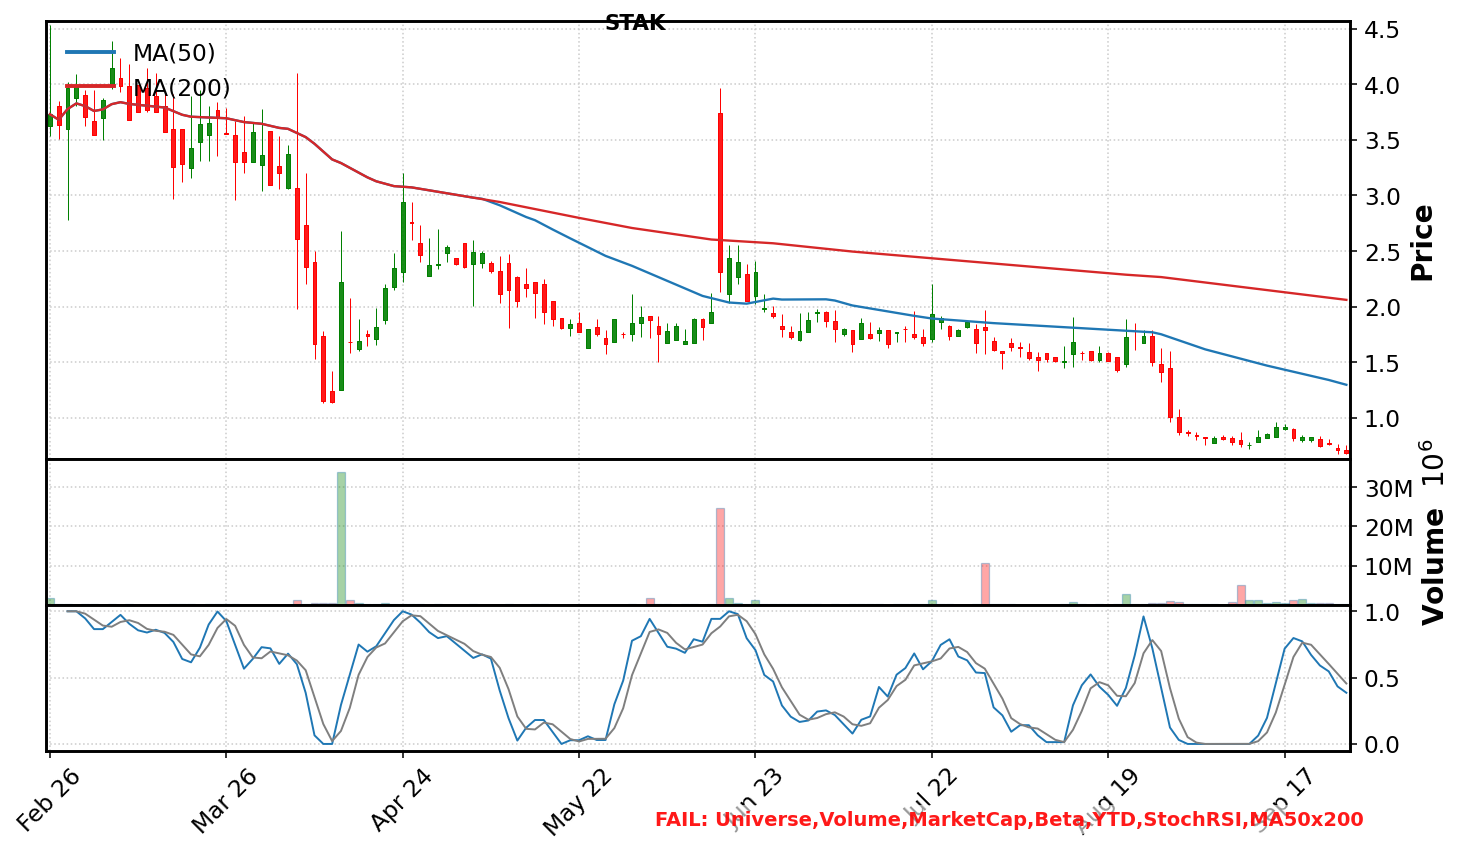 STAK
MA(50)
MA(200)
4.5
4.0
3.5
3.0
2.5
2.0
1.5
1.0
Price
10^6
30M
20M
10M
Volume
1.0
0.5
0.0
Feb 26
Mar 26
Apr 24
May 22
Jun 23
Jul 22
Aug 19
Sep 17
FAIL: Universe,Volume,MarketCap,Beta,YTD,StochRSI,MA50x200